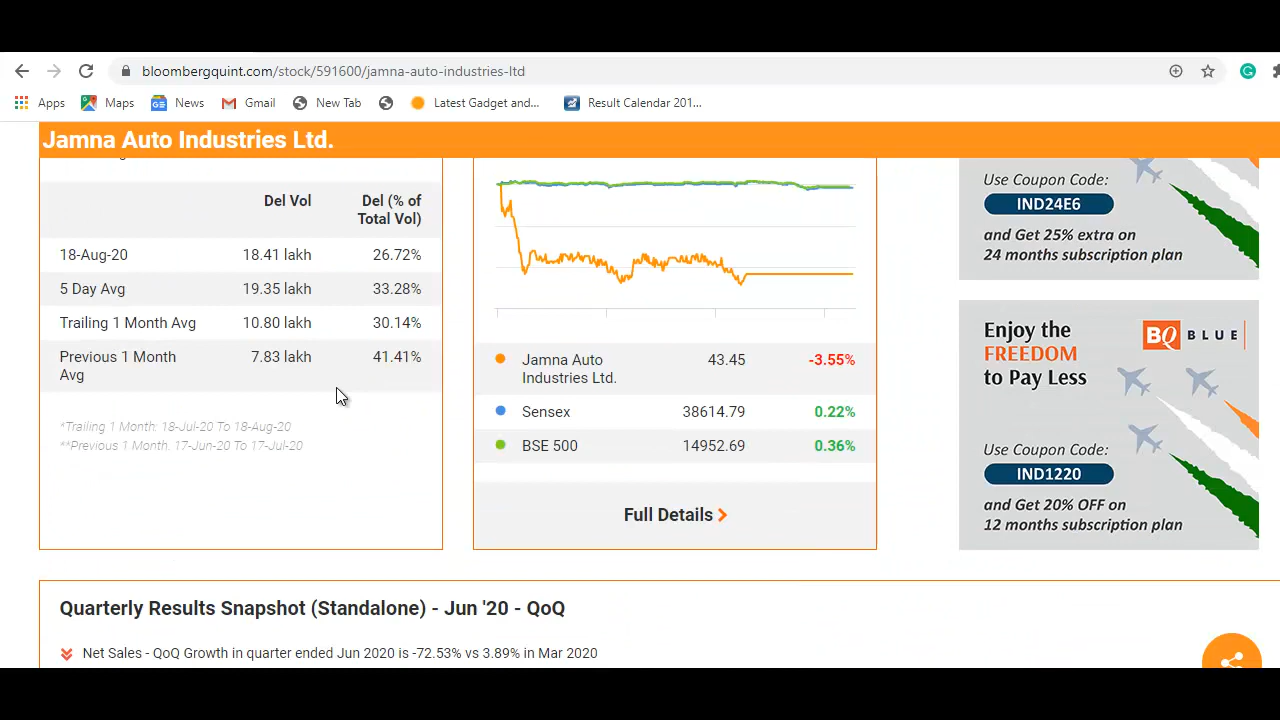 bloombergquint.com/stock/591600/jamna-auto-industries-ltd
Apps Maps News Gmail New Tab Latest Gadget and... Result Calendar 201...
Jamna Auto Industries Ltd.
Del Vol Del (% of
Total Vol)
18-Aug-20 18.41 lakh 26.72%
5 Day Avg 19.35 lakh 33.28%
Trailing 1 Month Avg 10.80 lakh 30.14%
Previous 1 Month 7.83 lakh 41.41%
Avg
*Trailing 1 Month: 18-Jul-20 To 18-Aug-20
**Previous 1 Month: 17-Jun-20 To 17-Jul-20
Jamna Auto 43.45 -3.55%
Industries Ltd.
Sensex 38614.79 0.22%
BSE 500 14952.69 0.36%
Full Details
Use Coupon Code:
IND24E6
and Get 25% extra on
24 months subscription plan
Enjoy the
FREEDOM
to Pay Less
BQ BLUE
Use Coupon Code:
IND1220
and Get 20% OFF on
12 months subscription plan
Quarterly Results Snapshot (Standalone) - Jun '20 - QoQ
Net Sales - QoQ Growth in quarter ended Jun 2020 is -72.53% vs 3.89% in Mar 2020